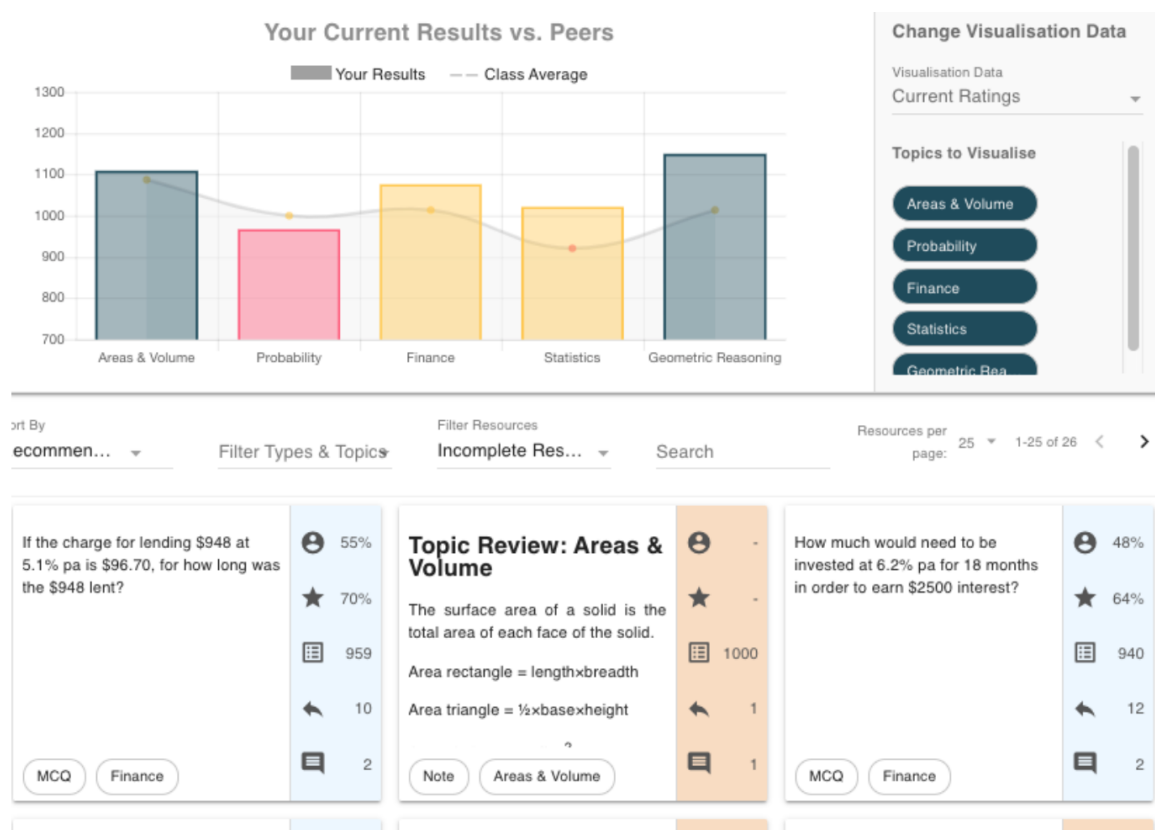 Your Current Results vs. Peers
Your Results
Class Average
1300
1200
1100
1000
900
800
700
Areas & Volume
Probability
Finance
Statistics
Geometric Reasoning
Change Visualisation Data
Visualisation Data
Current Ratings
Topics to Visualise
Areas & Volume
Probability
Finance
Statistics
Geometric Rea...
ort By
ecommen...
Filter Types & Topics
Filter Resources
Incomplete Res...
Search
Resources per
page:
25
1-25 of 26
If the charge for lending $948 at
5.1% pa is $96.70, for how long was
the $948 lent?
55%
70%
959
10
2
MCQ
Finance
Topic Review: Areas &
Volume
The surface area of a solid is the
total area of each face of the solid.
Area rectangle = length×breadth
Area triangle = ½×base×height
-
-
1000
1
1
Note
Areas & Volume
How much would need to be
invested at 6.2% pa for 18 months
in order to earn $2500 interest?
48%
64%
940
12
2
MCQ
Finance